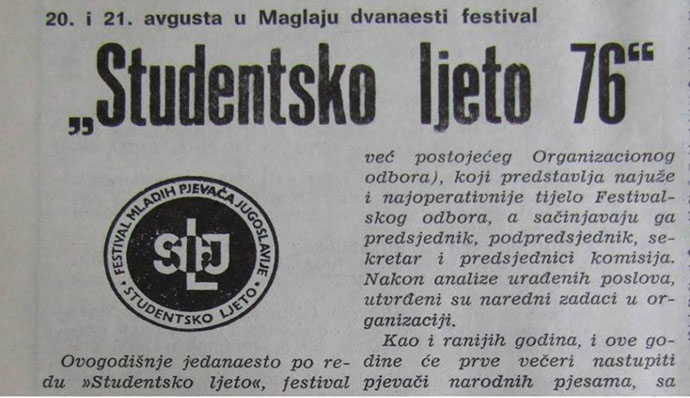 20. i 21. avgusta u Maglaju dvanaesti festival
„Studentsko ljeto 76“
FESTIVAL MLADIH PJEVAČA JUGOSLAVIJE
SLJ
• STUDENTSKO LJETO •
Ovogodišnje jedanaesto po re-
du »Studentsko ljeto«, festival
već postojećeg Organizacionog
odbora), koji predstavlja najuže
i najoperativnije tijelo Festival-
skog odbora, a sačinjavaju ga
predsjednik, podpredsjednik, se-
kretar i predsjednici komisija.
Nakon analize urađenih poslova,
utvrđeni su naredni zadaci u or-
ganizaciji.
Kao i ranijih godina, i ove go-
dine će prve večeri nastupiti
pjevači narodnih pjesama, sa